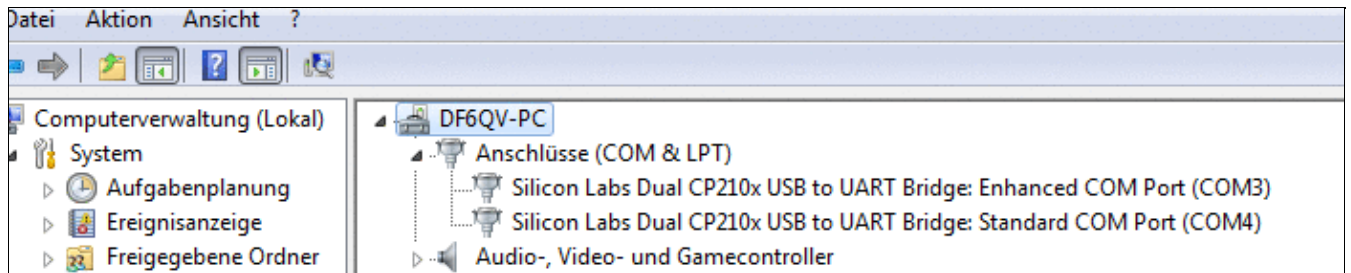 Datei Aktion Ansicht ?
Computerverwaltung (Lokal)
System
Aufgabenplanung
Ereignisanzeige
Freigegebene Ordner
DF6QV-PC
Anschlüsse (COM & LPT)
Silicon Labs Dual CP210x USB to UART Bridge: Enhanced COM Port (COM3)
Silicon Labs Dual CP210x USB to UART Bridge: Standard COM Port (COM4)
Audio-, Video- und Gamecontroller